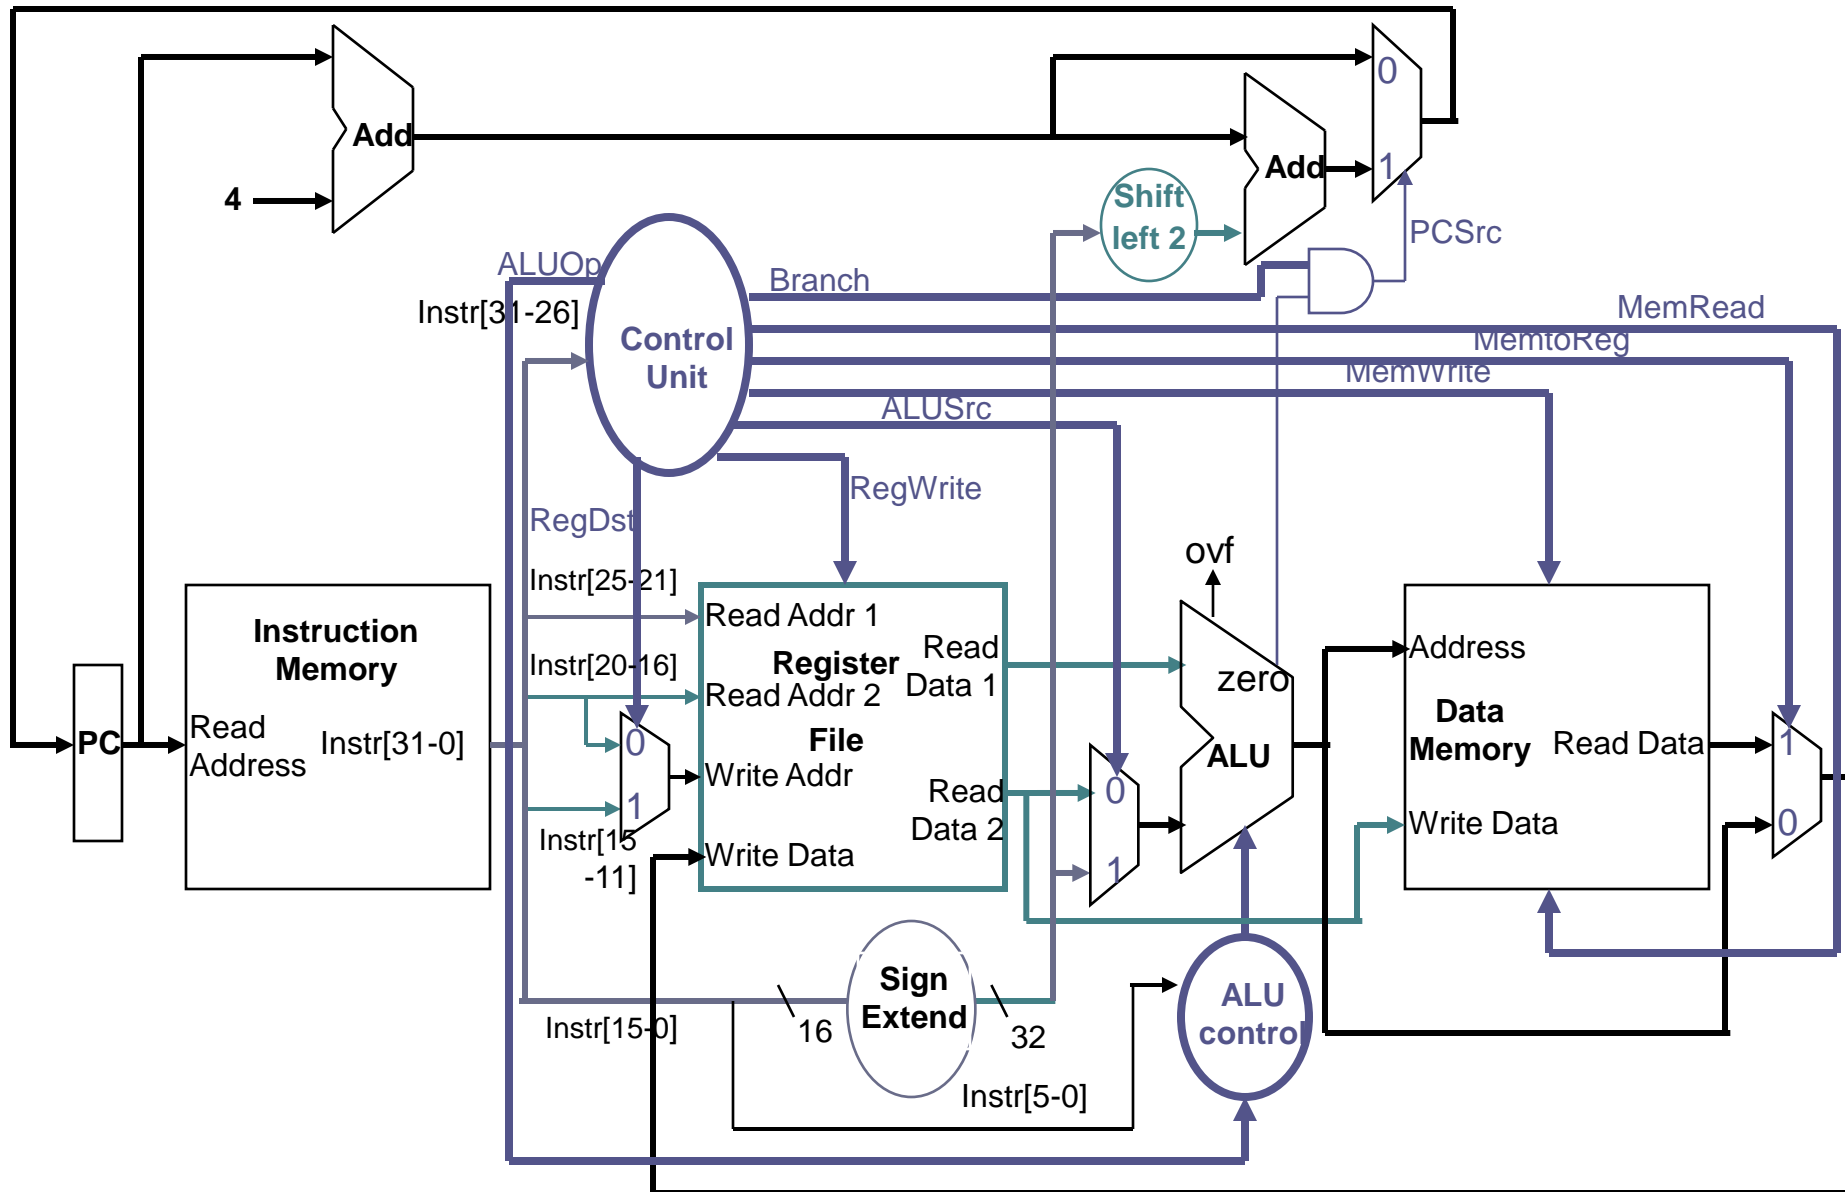 0
Add
Add
1
4
Shift
left 2
PCSrc
ALUOp
Branch
Instr[31-26]
MemRead
Control
Unit
MemtoReg
MemWrite
ALUSrc
RegWrite
RegDst
ovf
Instr[25-21]
Read Addr 1
Instruction
Memory
Read
Data 1
Register
File
Instr[20-16]
Read Addr 2
zero
Address
PC
Read
Address
Instr[31-0]
0
1
Write Addr
ALU
Data
Memory
Read Data
1
0
Read
Data 2
0
1
Write Data
Instr[15
-11]
Write Data
Sign
Extend
ALU
control
Instr[15-0]
16
32
Instr[5-0]